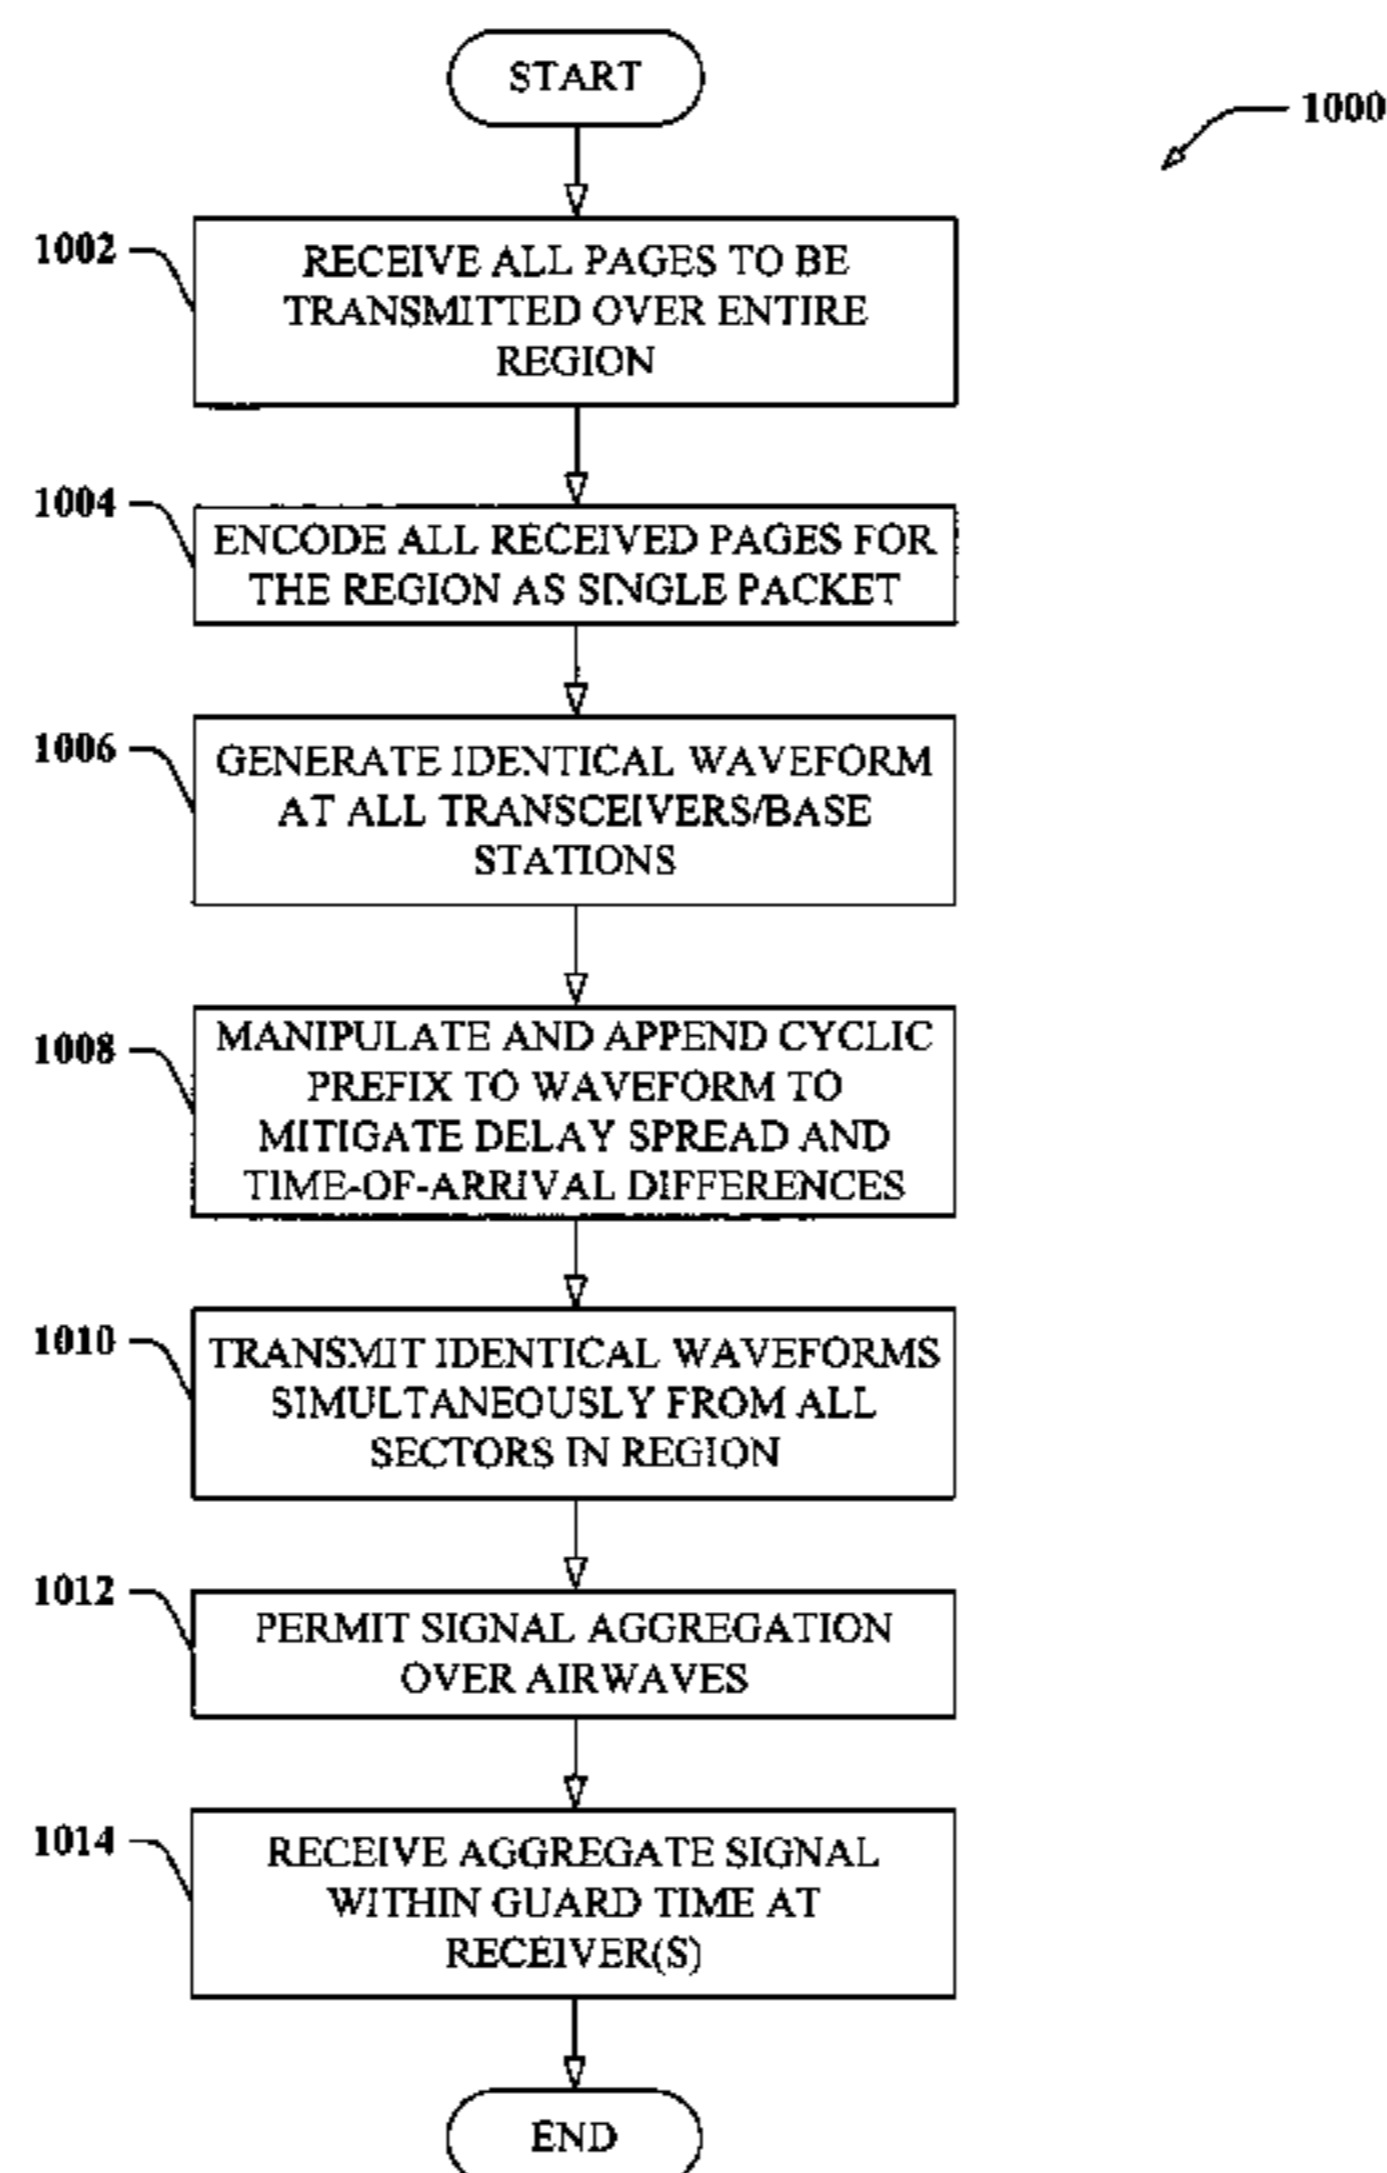 START
1000
1002
RECEIVE ALL PAGES TO BE
TRANSMITTED OVER ENTIRE
REGION
1004
ENCODE ALL RECEIVED PAGES FOR
THE REGION AS SINGLE PACKET
1006
GENERATE IDENTICAL WAVEFORM
AT ALL TRANSCEIVERS/BASE
STATIONS
1008
MANIPULATE AND APPEND CYCLIC
PREFIX TO WAVEFORM TO
MITIGATE DELAY SPREAD AND
TIME-OF-ARRIVAL DIFFERENCES
1010
TRANSMIT IDENTICAL WAVEFORMS
SIMULTANEOUSLY FROM ALL
SECTORS IN REGION
1012
PERMIT SIGNAL AGGREGATION
OVER AIRWAVES
1014
RECEIVE AGGREGATE SIGNAL
WITHIN GUARD TIME AT
RECEIVER(S)
END